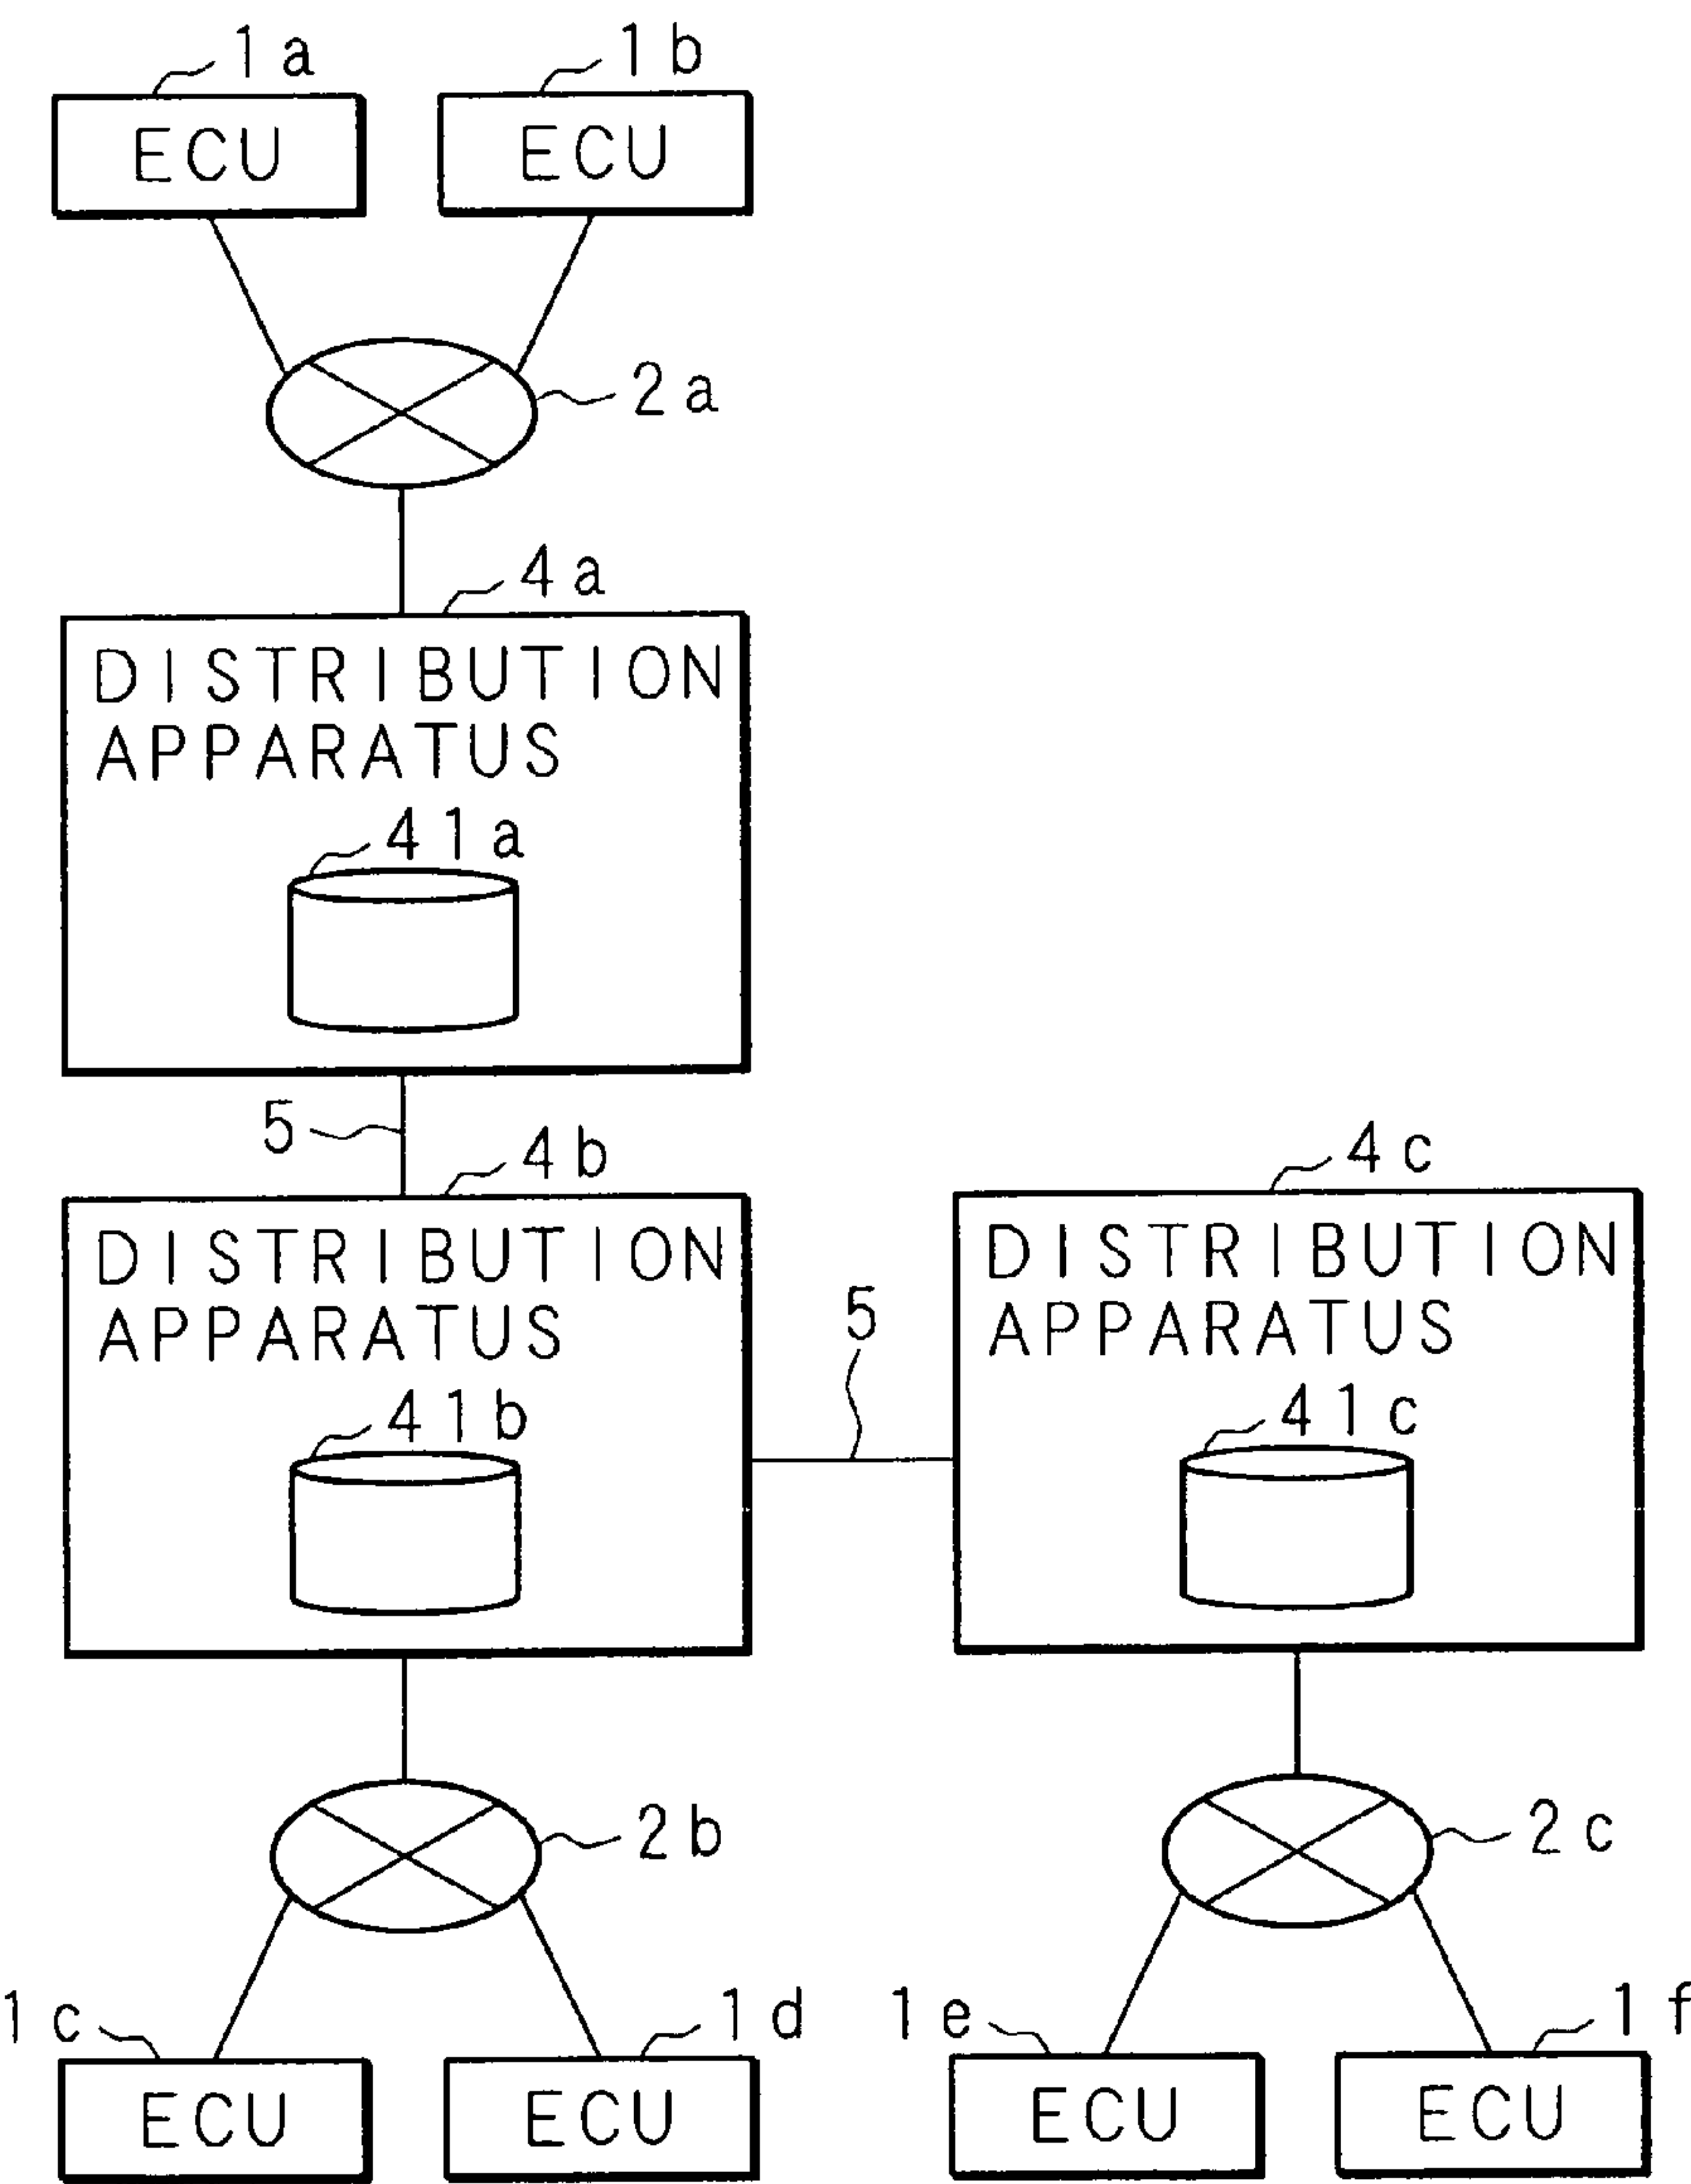 1a 1b
ECU ECU
2a
4a
DISTRIBUTION
APPARATUS
41a
5
4b 4c
DISTRIBUTION DISTRIBUTION
APPARATUS 5 APPARATUS
41b 41c
2b 2c
1c 1d 1e 1f
ECU ECU ECU ECU